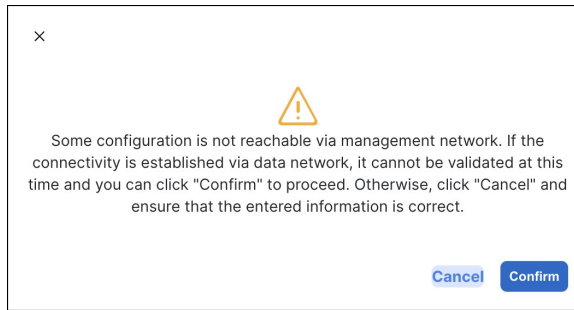 Some configuration is not reachable via management network. If the
connectivity is established via data network, it cannot be validated at this
time and you can click "Confirm" to proceed. Otherwise, click "Cancel" and
ensure that the entered information is correct.
Cancel Confirm